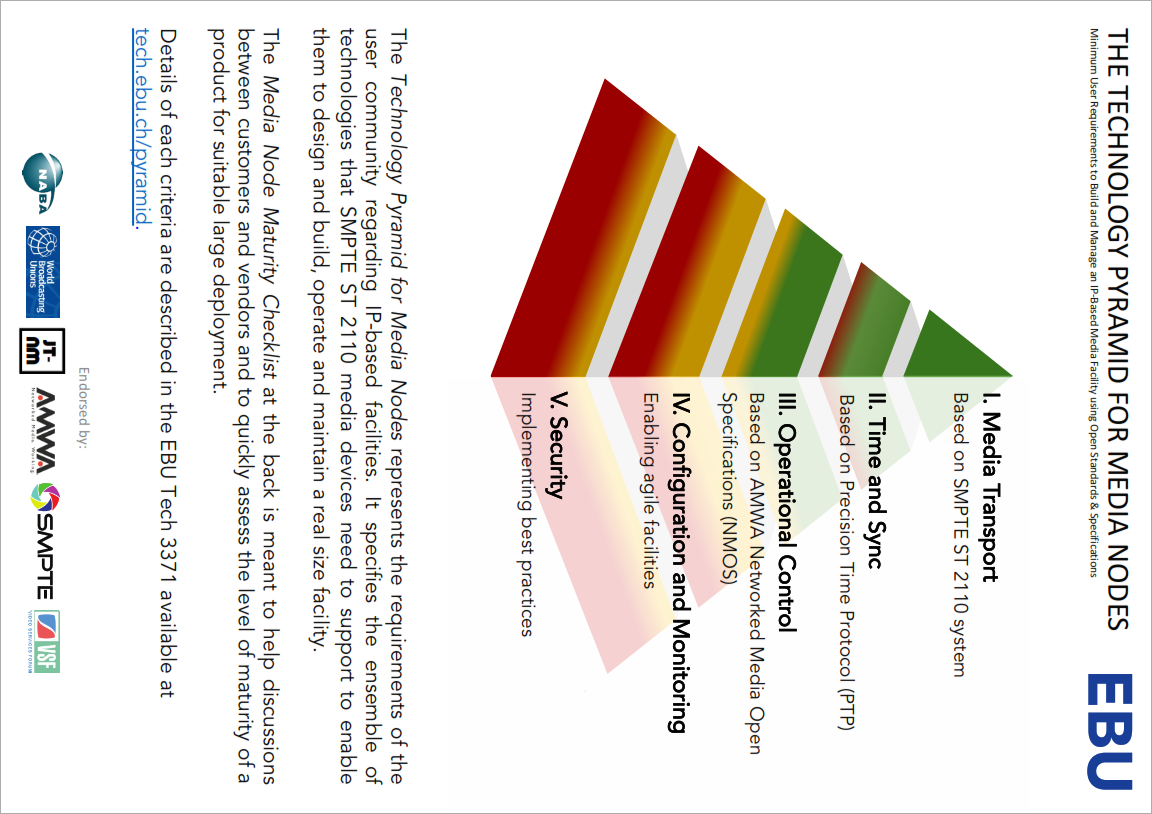 THE TECHNOLOGY PYRAMID FOR MEDIA NODES
Minimum User Requirements to Build and Manage an IP-Based Media Facility using Open Standards & Specifications
EBU
I. Media Transport
Based on SMPTE ST 2110 system
II. Time and Sync
Based on Precision Time Protocol (PTP)
III. Operational Control
Based on AMWA Networked Media Open
Specifications (NMOS)
IV. Configuration and Monitoring
Enabling agile facilities
V. Security
Implementing best practices
The Technology Pyramid for Media Nodes represents the requirements of the
user community regarding IP-based facilities. It specifies the ensemble of
technologies that SMPTE ST 2110 media devices need to support to enable
them to design and build, operate and maintain a real size facility.
The Media Node Maturity Checklist at the back is meant to help discussions
between customers and vendors and to quickly assess the level of maturity of a
product for suitable large deployment.
Details of each criteria are described in the EBU Tech 3371 available at
tech.ebu.ch/pyramid.
Endorsed by:
NABA
World
Broadcasting
Unions
JT-
nm
AMWA
Networked Media, Working
SMPTE
VSF
VIDEO SERVICES FORUM